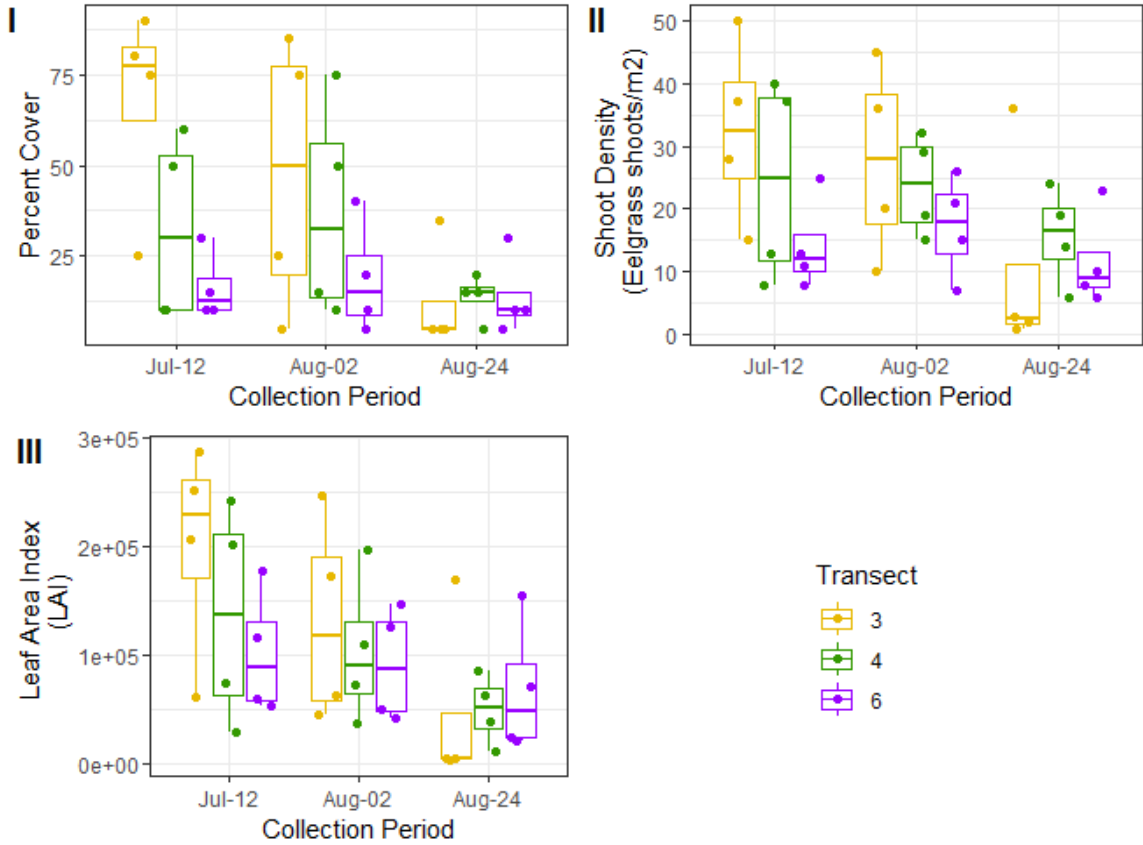 I
Percent Cover
75
50
25
Jul-12
Aug-02
Aug-24
Collection Period
II
Shoot Density
(Eelgrass shoots/m2)
50
40
30
20
10
0
Jul-12
Aug-02
Aug-24
Collection Period
III
Leaf Area Index
(LAI)
3e+05
2e+05
1e+05
0e+00
Jul-12
Aug-02
Aug-24
Collection Period
Transect
3
4
6